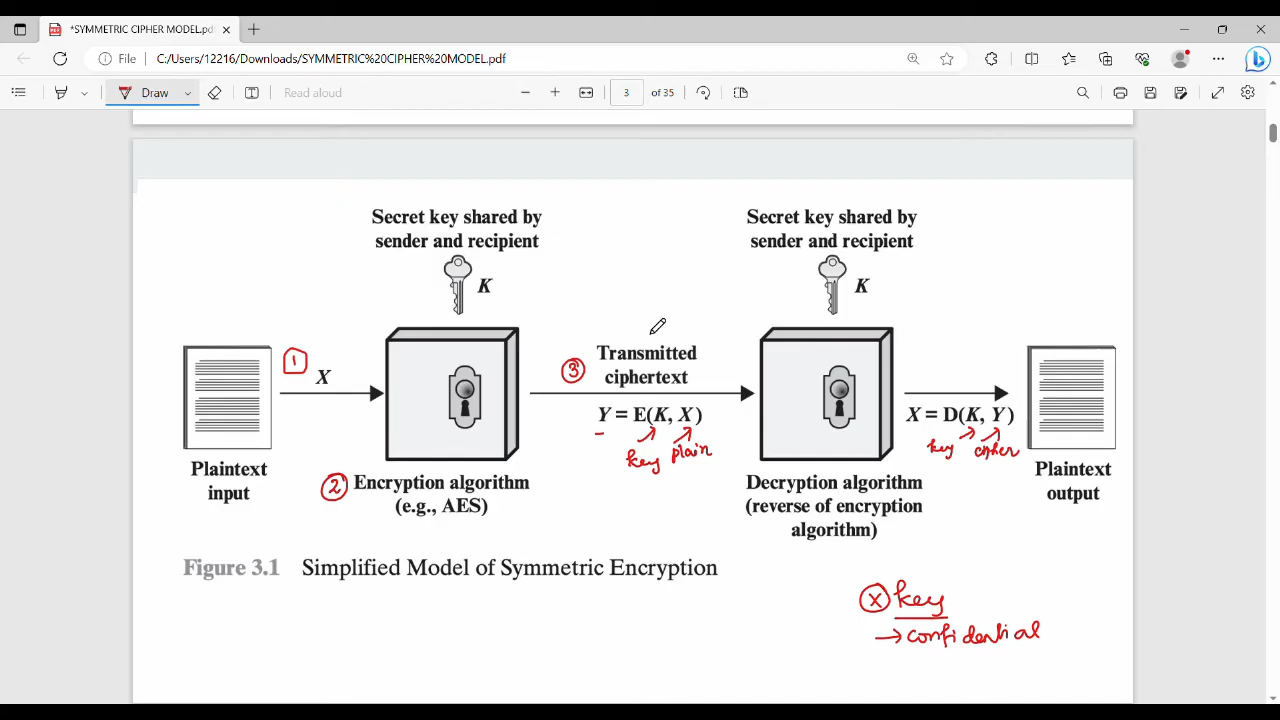 *SYMMETRIC CIPHER MODEL.pdf
File
C:/Users/12216/Downloads/SYMMETRIC%20CIPHER%20MODEL.pdf
Draw
Read aloud
3 of 35
Secret key shared by
sender and recipient
K
Secret key shared by
sender and recipient
K
1
X
3
Transmitted
ciphertext
Y = E(K, X)
key plain
X = D(K, Y)
key cipher
Plaintext
input
2
Encryption algorithm
(e.g., AES)
Decryption algorithm
(reverse of encryption
algorithm)
Plaintext
output
Figure 3.1 Simplified Model of Symmetric Encryption
x key
→ confidential